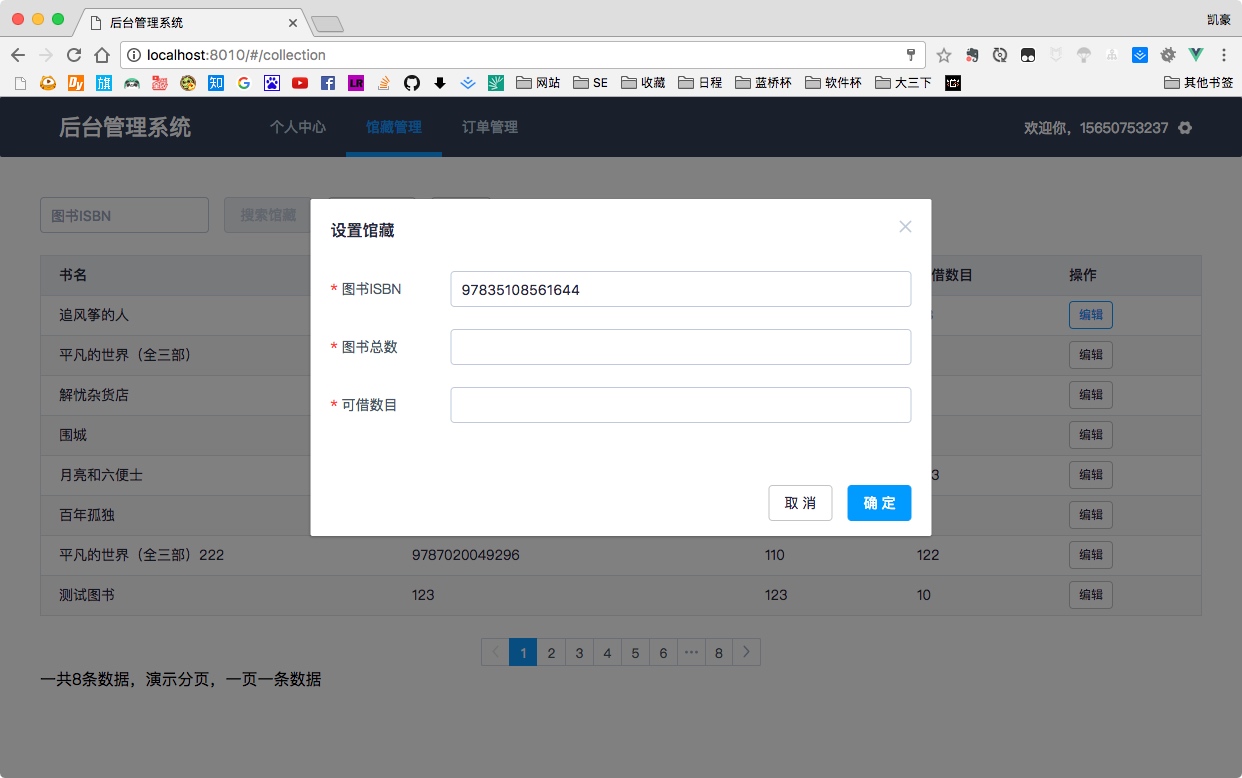 后台管理系统
凯豪
localhost:8010/#/collection
网站 SE 收藏 日程 蓝桥杯 软件杯 大三下 其他书签
后台管理系统 个人中心 馆藏管理 订单管理 欢迎你，15650753237
图书ISBN 搜索馆藏
设置馆藏
* 图书ISBN 97835108561644
* 图书总数
* 可借数目
取 消 确 定
书名 借数目 操作
追风筝的人 编辑
平凡的世界（全三部） 编辑
解忧杂货店 编辑
围城 编辑
月亮和六便士 3 编辑
百年孤独 编辑
平凡的世界（全三部）222 9787020049296 110 122 编辑
测试图书 123 123 10 编辑
1 2 3 4 5 6 ••• 8
一共8条数据，演示分页，一页一条数据